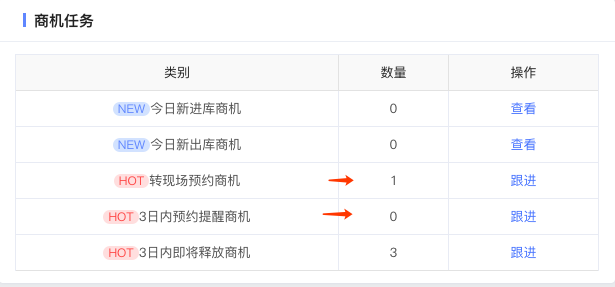 商机任务
类别 数量 操作
NEW 今日新进库商机 0 查看
NEW 今日新出库商机 0 查看
HOT 转现场预约商机 1 跟进
HOT 3日内预约提醒商机 0 跟进
HOT 3日内即将释放商机 3 跟进